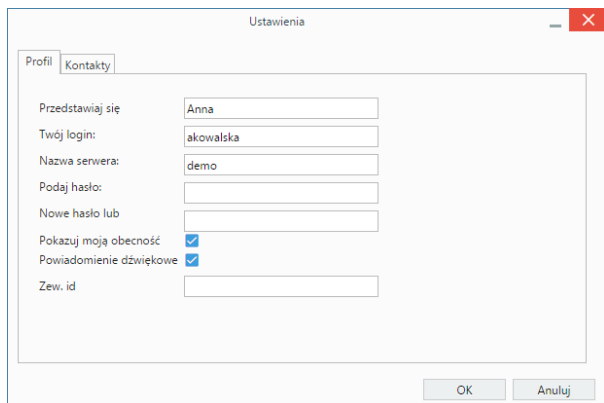 Ustawienia
Profil Kontakty
Przedstawiaj się Anna
Twój login: akowalska
Nazwa serwera: demo
Podaj hasło:
Nowe hasło lub
Pokazuj moją obecność
Powiadomienie dźwiękowe
Zew. id
OK Anuluj